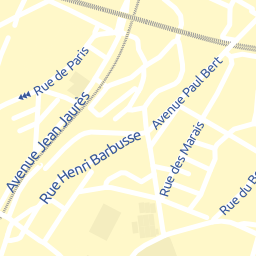 Rue de Paris
Avenue Paul Bert
Avenue Jean Jaurès
Rue Henri Barbusse
Rue des Marais
Rue du B